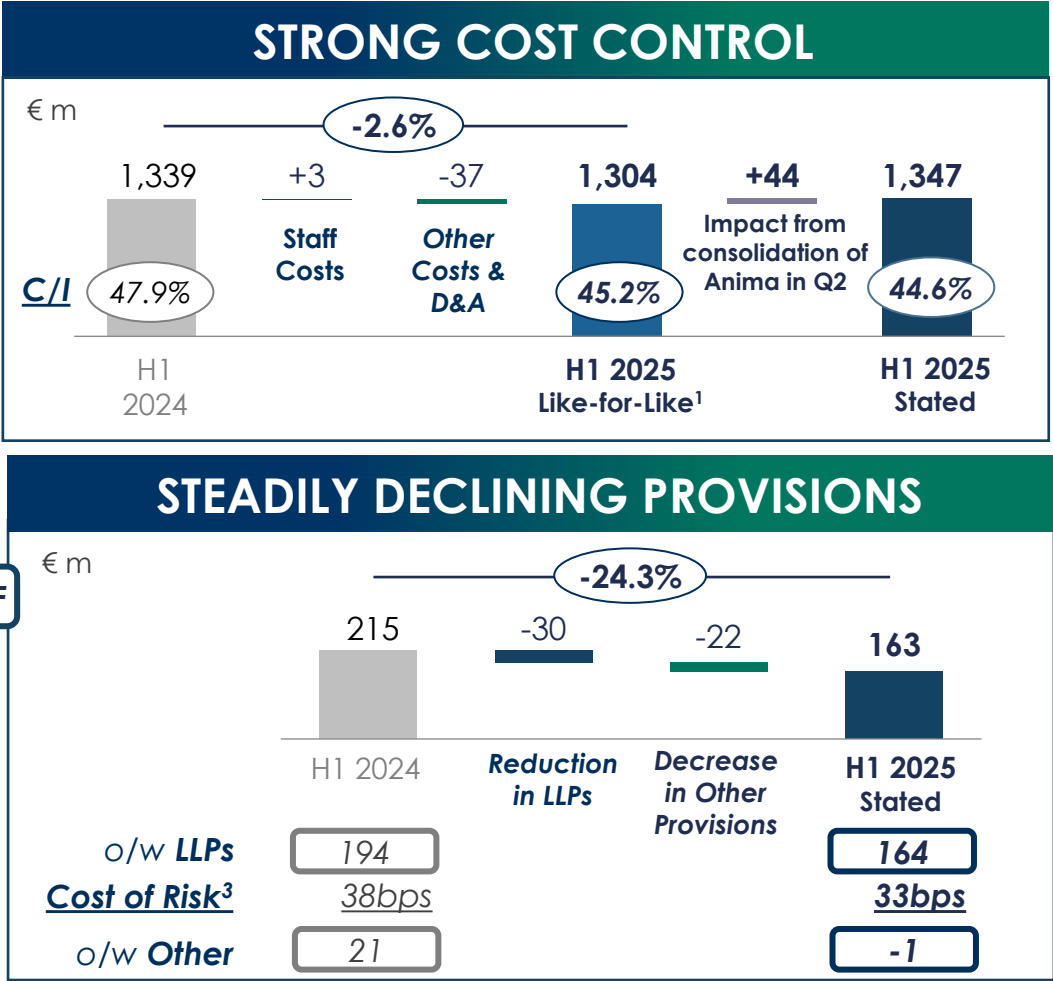 STRONG COST CONTROL
€ m
-2.6%
1,339 +3 -37 1,304 +44 1,347
Staff
Costs
Other
Costs &
D&A
Impact from
consolidation of
Anima in Q2
C/I 47.9% 45.2% 44.6%
H1
2024
H1 2025
Like-for-Like¹
H1 2025
Stated
STEADILY DECLINING PROVISIONS
€ m
-24.3%
215 -30 -22 163
H1 2024
Reduction
in LLPs
Decrease
in Other
Provisions
H1 2025
Stated
o/w LLPs 194 164
Cost of Risk³ 38bps 33bps
o/w Other 21 -1